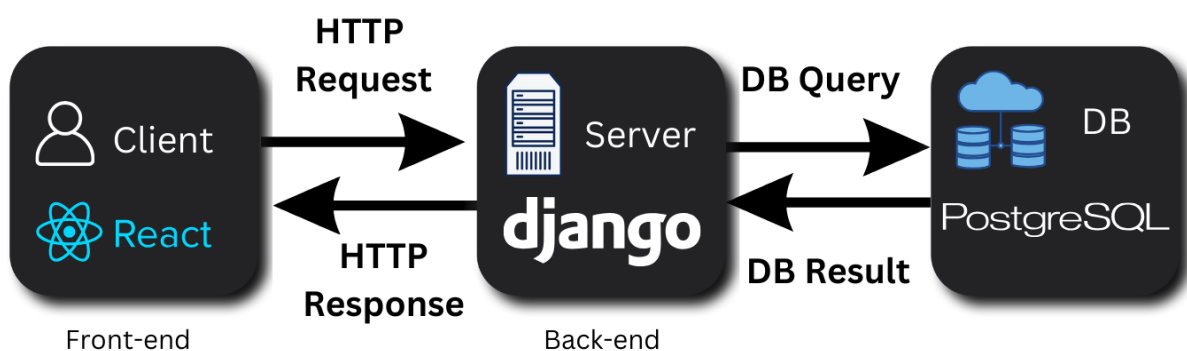 HTTP
Request
Client
React
HTTP
Response
Front-end
Server
django
Back-end
DB Query
DB Result
DB
PostgreSQL